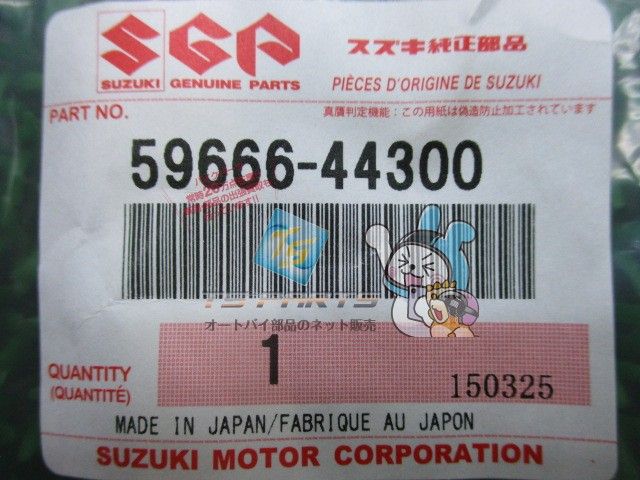 SGP
スズキ純正部品
SUZUKI GENUINE PARTS
PIÈCES D'ORIGINE DE SUZUKI
PART NO.
真贋判定機能：この用紙は偽造防止加工されています
59666-44300
TS PARTS
オートバイ部品のネット販売
QUANTITY
(QUANTITÉ)
1
150325
MADE IN JAPAN/FABRIQUE AU JAPON
SUZUKI MOTOR CORPORATION